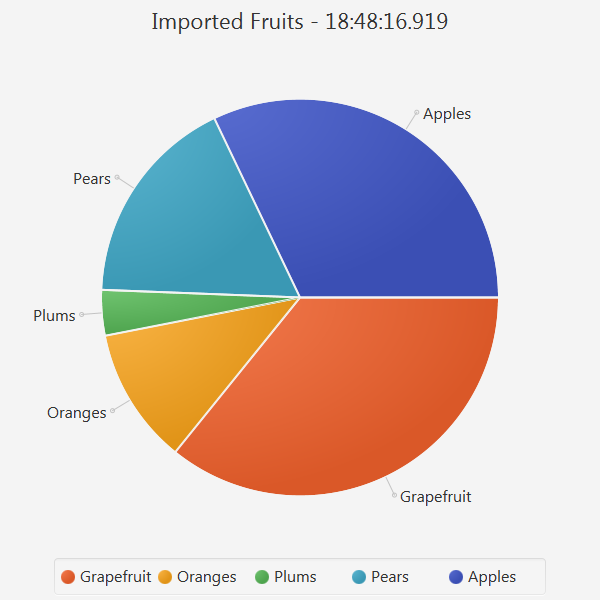 Imported Fruits - 18:48:16.919
Apples
Pears
Plums
Oranges
Grapefruit
Grapefruit Oranges Plums Pears Apples